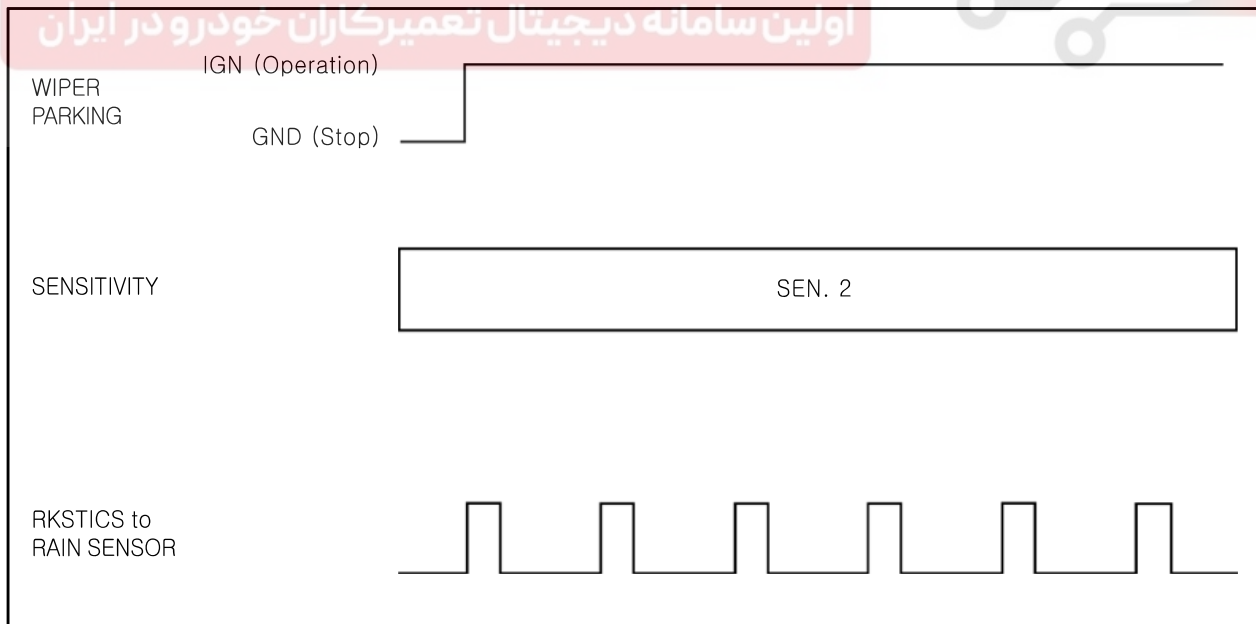 اولین سامانه دیجیتال تعمیرکاران خودرو در ایران
IGN (Operation)
WIPER
PARKING
GND (Stop)
SENSITIVITY
SEN. 2
RKSTICS to
RAIN SENSOR